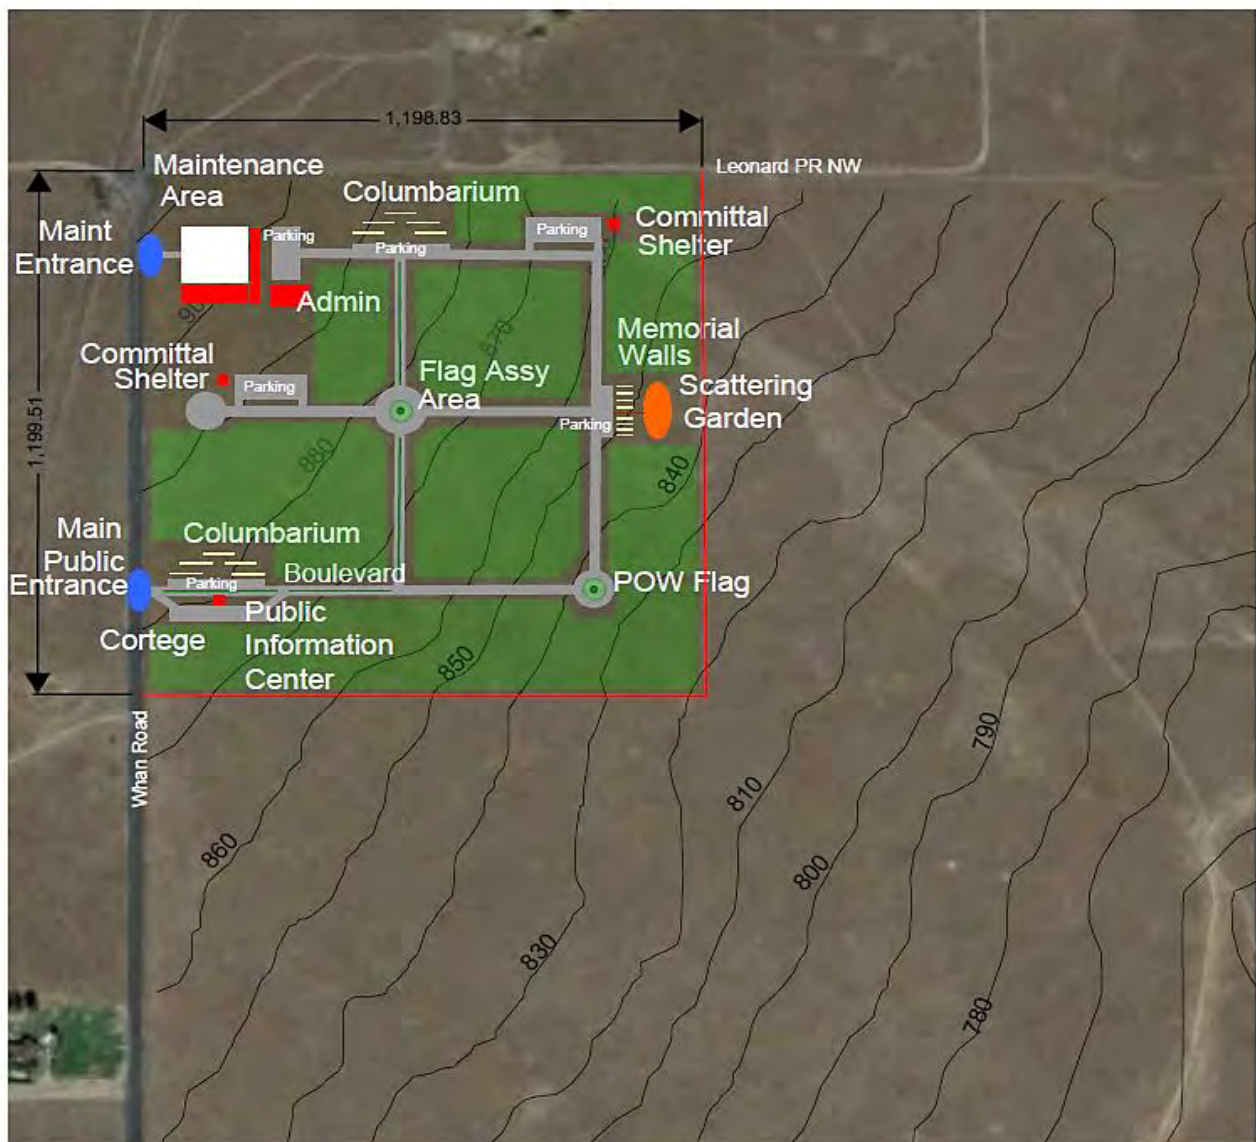 1,198.83
Leonard PR NW
Maintenance
Area
Columbarium
Committal
Shelter
Parking
Parking
Parking
Maint
Entrance
Admin
870
Memorial
Walls
Committal
Shelter
Parking
Flag Assy
Area
Scattering
Garden
Parking
1,199.51
880
840
Main
Public
Entrance
Columbarium
Parking
Boulevard
POW Flag
Cortege
Public
Information
Center
850
Whan Road
790
810
860
800
830
780